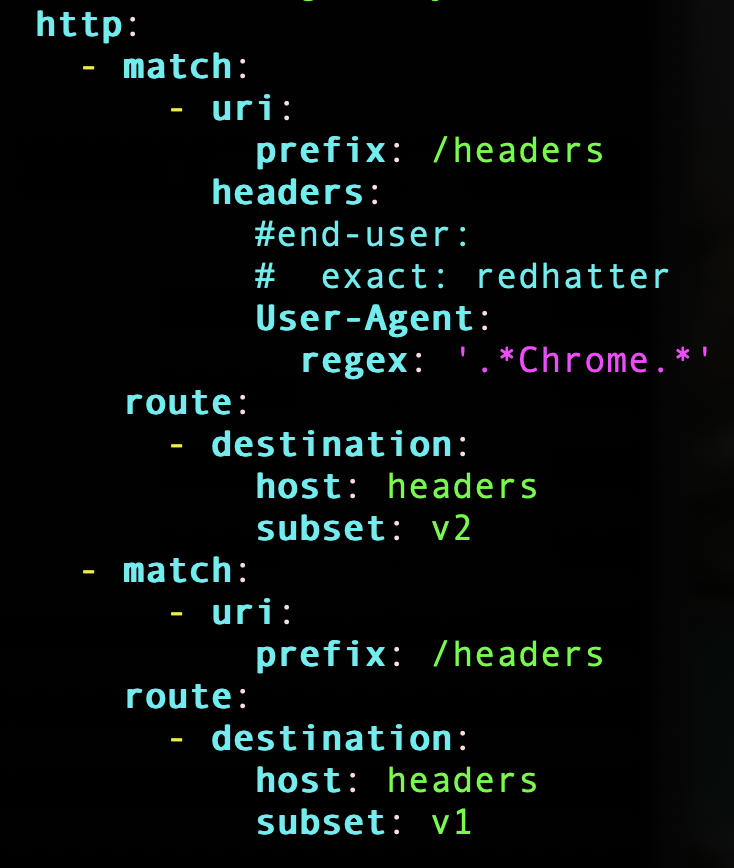 http:
  - match:
      - uri:
          prefix: /headers
        headers:
          #end-user:
          #  exact: redhatter
          User-Agent:
            regex: '.*Chrome.*'
    route:
      - destination:
          host: headers
          subset: v2
  - match:
      - uri:
          prefix: /headers
    route:
      - destination:
          host: headers
          subset: v1